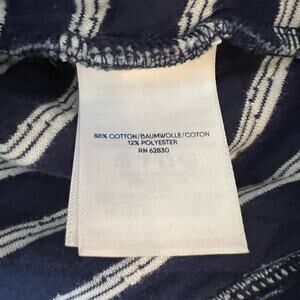 88% COTTON/BAUMWOLLE/COTON
12% POLYESTER
RN 62830